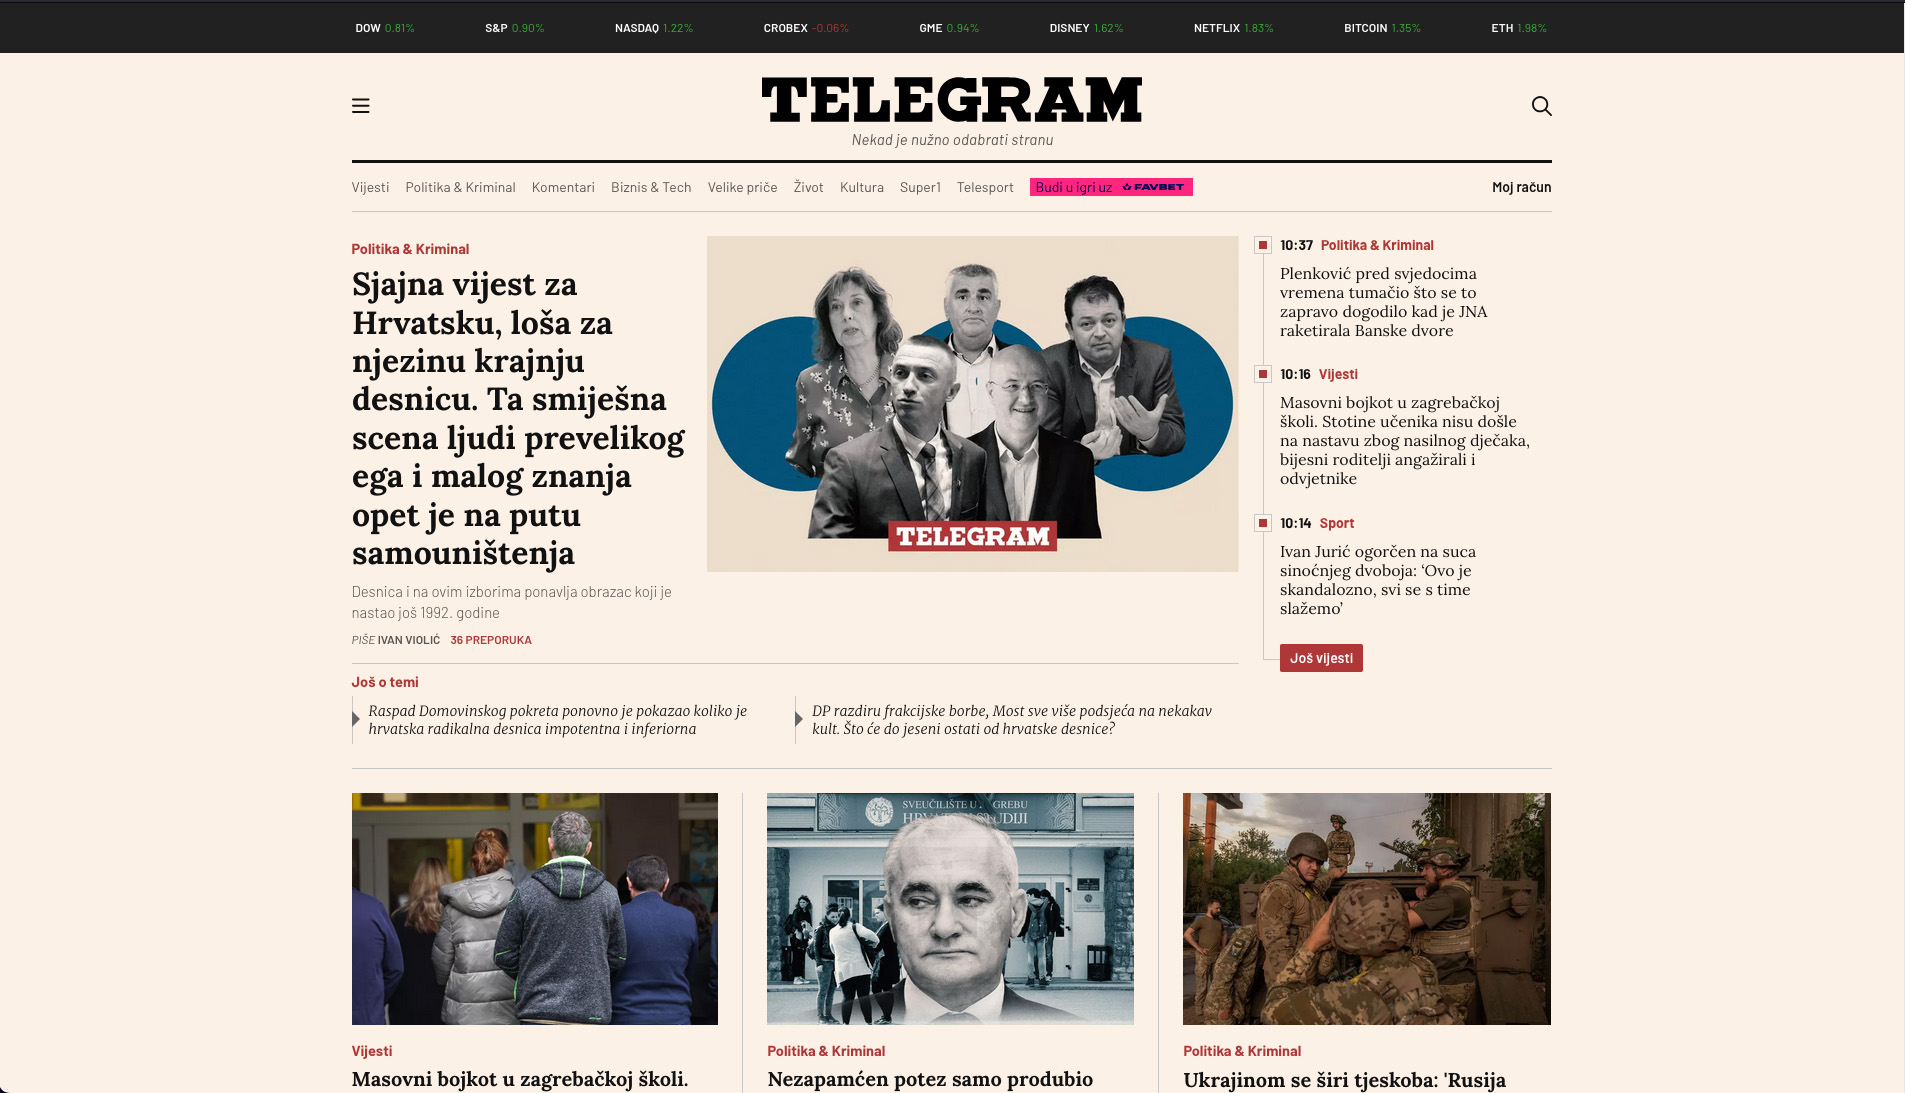 DOW 0.81%
S&P 0.90%
NASDAQ 1.22%
CROBEX -0.06%
GME 0.94%
DISNEY 1.62%
NETFLIX 1.83%
BITCOIN 1.35%
ETH 1.98%
TELEGRAM
Nekad je nužno odabrati stranu
Vijesti
Politika & Kriminal
Komentari
Biznis & Tech
Velike priče
Život
Kultura
Super1
Telesport
Budi u igri uz FAVBET
Moj račun
Politika & Kriminal
Sjajna vijest za
Hrvatsku, loša za
njezinu krajnju
desnicu. Ta smiješna
scena ljudi prevelikog
ega i malog znanja
opet je na putu
samouništenja
Desnica i na ovim izborima ponavlja obrazac koji je
nastao još 1992. godine
PIŠE IVAN VIOLIĆ 36 PREPORUKA
TELEGRAM
Još o temi
Raspad Domovinskog pokreta ponovno je pokazao koliko je
hrvatska radikalna desnica impotentna i inferiorna
DP razdiru frakcijske borbe, Most sve više podsjeća na nekakav
kult. Što će do jeseni ostati od hrvatske desnice?
10:37 Politika & Kriminal
Plenković pred svjedocima
vremena tumačio što se to
zapravo dogodilo kad je JNA
raketirala Banske dvore
10:16 Vijesti
Masovni bojkot u zagrebačkoj
školi. Stotine učenika nisu došle
na nastavu zbog nasilnog dječaka,
bijesni roditelji angažirali i
odvjetnike
10:14 Sport
Ivan Jurić ogorčen na suca
sinoćnjeg dvoboja: ‘Ovo je
skandalozno, svi se s time
slažemo’
Još vijesti
Vijesti
Masovni bojkot u zagrebačkoj školi.
SVEUČILIŠTE U
Politika & Kriminal
Nezapamćen potez samo produbio
Politika & Kriminal
Ukrajinom se širi tjeskoba: 'Rusija